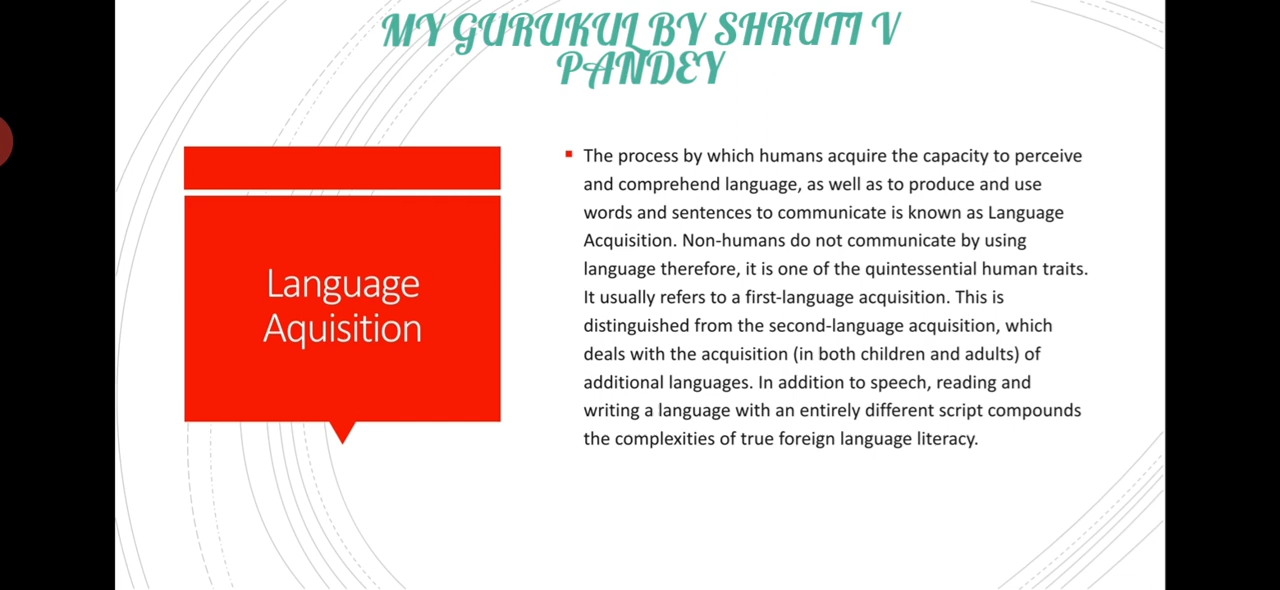 MY GURUKUL BY SHRUTI V
PANDEY
Language
Aquisition
The process by which humans acquire the capacity to perceive
and comprehend language, as well as to produce and use
words and sentences to communicate is known as Language
Acquisition. Non-humans do not communicate by using
language therefore, it is one of the quintessential human traits.
It usually refers to a first-language acquisition. This is
distinguished from the second-language acquisition, which
deals with the acquisition (in both children and adults) of
additional languages. In addition to speech, reading and
writing a language with an entirely different script compounds
the complexities of true foreign language literacy.